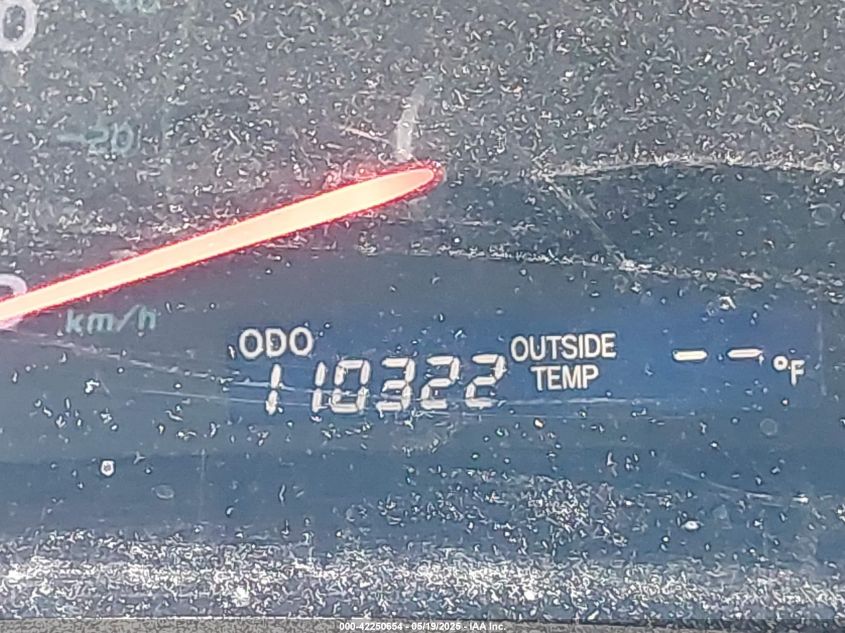 20
km/h
ODO
110322
OUTSIDE
TEMP
-- °F
000-42250654 - 05/19/2025 - IAA Inc.